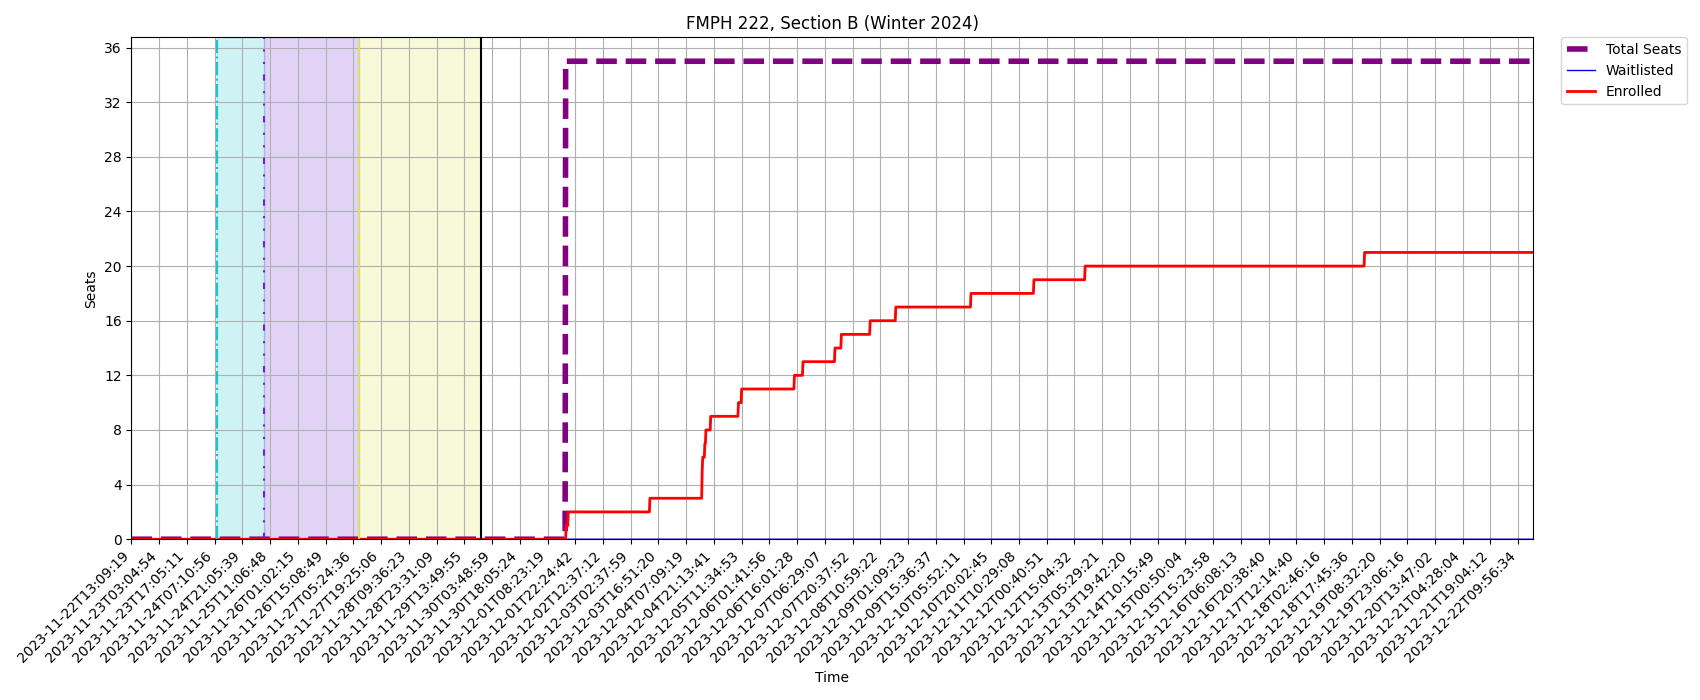 FMPH 222, Section B (Winter 2024)
Total Seats
Waitlisted
Enrolled
Seats
36
32
28
24
20
16
12
8
4
0
2023-11-22T13:09:19
2023-11-23T03:04:54
2023-11-23T17:05:11
2023-11-24T07:10:56
2023-11-24T21:05:39
2023-11-25T11:06:48
2023-11-26T01:02:15
2023-11-26T15:08:49
2023-11-27T05:24:36
2023-11-27T19:25:06
2023-11-28T09:36:23
2023-11-28T23:31:09
2023-11-29T13:49:55
2023-11-30T03:48:59
2023-11-30T18:05:24
2023-12-01T08:23:19
2023-12-01T22:24:42
2023-12-02T12:37:12
2023-12-03T02:37:59
2023-12-03T16:51:20
2023-12-04T07:09:19
2023-12-04T21:13:41
2023-12-05T11:34:53
2023-12-06T01:41:56
2023-12-06T16:01:28
2023-12-07T06:29:07
2023-12-07T20:37:52
2023-12-08T10:59:22
2023-12-09T01:09:23
2023-12-09T15:36:37
2023-12-10T05:52:11
2023-12-10T20:02:45
2023-12-11T10:29:08
2023-12-12T00:40:51
2023-12-12T15:04:32
2023-12-13T05:29:21
2023-12-13T19:42:20
2023-12-14T10:15:49
2023-12-15T00:50:04
2023-12-15T15:23:58
2023-12-16T06:08:13
2023-12-16T20:38:40
2023-12-17T12:14:40
2023-12-18T02:46:16
2023-12-18T17:45:36
2023-12-19T08:32:20
2023-12-19T23:06:16
2023-12-20T13:47:02
2023-12-21T04:28:04
2023-12-21T19:04:12
2023-12-22T09:56:34
Time